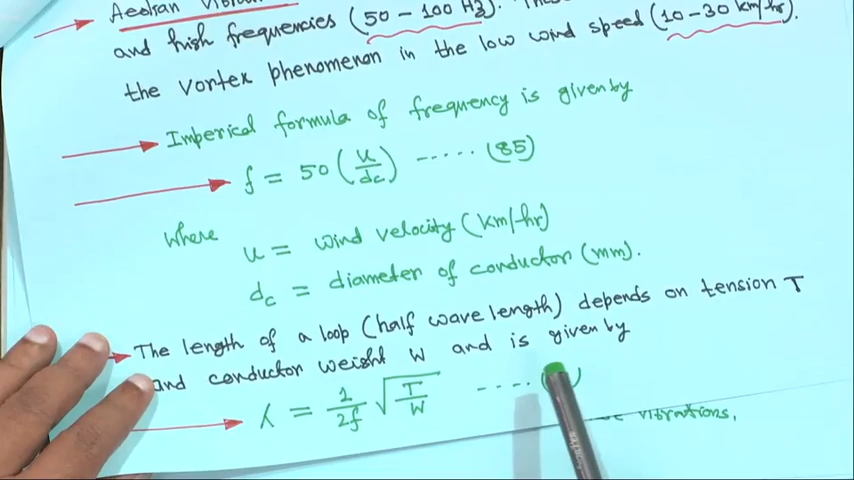 Aeolian
and high frequencies (50 – 100 Hz).
the vortex phenomenon in the low wind speed (10 – 30 km/hr).
Imperical formula of frequency is given by
f = 50 (u/dc) ..... (85)
where
u = wind velocity (km/hr)
dc = diameter of conductor (mm).
The length of a loop (half wave length) depends on tension T
and conductor weight W and is given by
λ = 1/2f √T/W ....
vibrations.